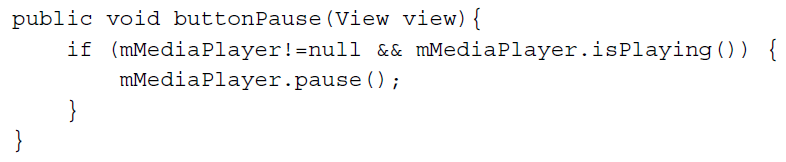 public void buttonPause(View view){
    if (mMediaPlayer!=null && mMediaPlayer.isPlaying()) {
        mMediaPlayer.pause();
    }
}